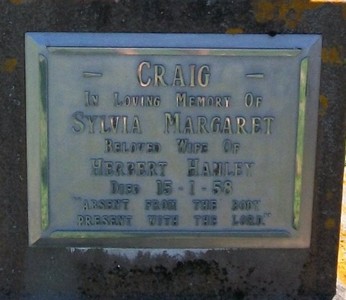 - CRAIG -
IN LOVING MEMORY OF
SYLVIA MARGARET
BELOVED WIFE OF
HERBERT HANLEY
DIED 15-1-58
"ABSENT FROM THE BODY
PRESENT WITH THE LORD."